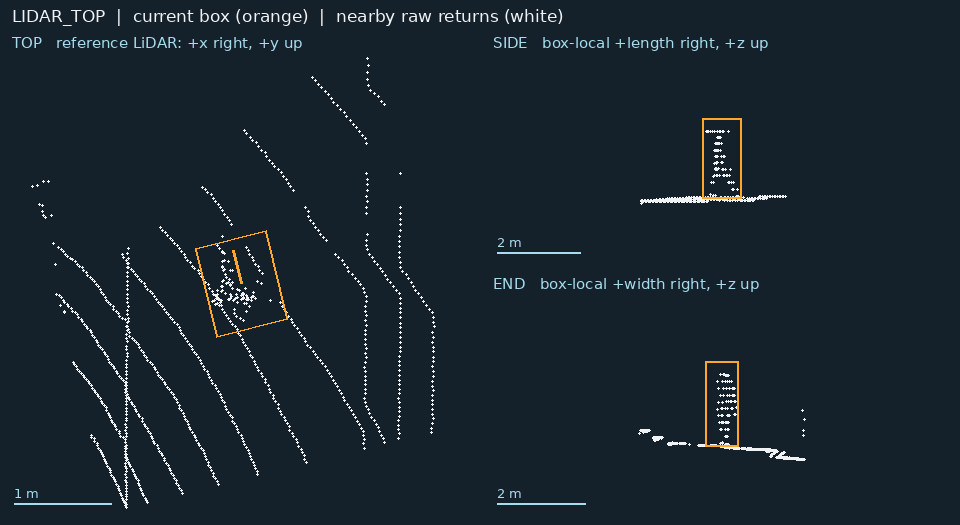 LIDAR_TOP | current box (orange) | nearby raw returns (white)
TOP reference LiDAR: +x right, +y up
SIDE box-local +length right, +z up
2 m
END box-local +width right, +z up
1 m
2 m